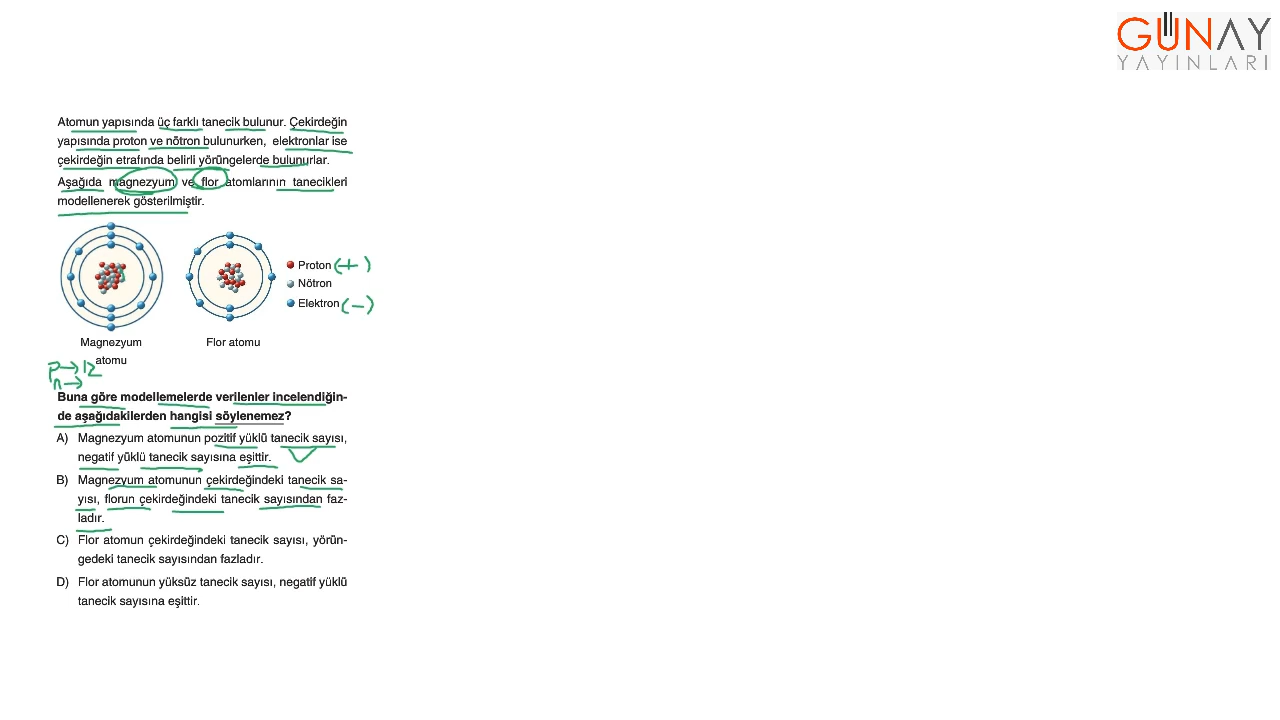 GÜNAY
YAYINLARI
Atomun yapısında üç farklı tanecik bulunur. Çekirdeğin
yapısında proton ve nötron bulunurken, elektronlar ise
çekirdeğin etrafında belirli yörüngelerde bulunurlar.
Aşağıda magnezyum ve flor atomlarının tanecikleri
modellenerek gösterilmiştir.
Proton (+)
Nötron
Elektron (-)
Magnezyum
atomu
Flor atomu
p→12
n→
Buna göre modellemelerde verilenler incelendiğin-
de aşağıdakilerden hangisi söylenemez?
A) Magnezyum atomunun pozitif yüklü tanecik sayısı,
negatif yüklü tanecik sayısına eşittir.
B) Magnezyum atomunun çekirdeğindeki tanecik sa-
yısı, florun çekirdeğindeki tanecik sayısından faz-
ladır.
C) Flor atomun çekirdeğindeki tanecik sayısı, yörün-
gedeki tanecik sayısından fazladır.
D) Flor atomunun yüksüz tanecik sayısı, negatif yüklü
tanecik sayısına eşittir.